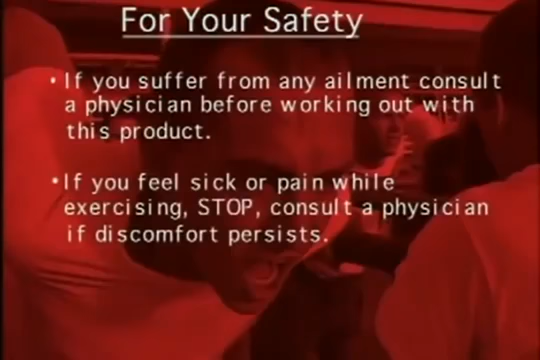 For Your Safety
• If you suffer from any ailment consult
a physician before working out with
this product.
• If you feel sick or pain while
exercising, STOP, consult a physician
if discomfort persists.